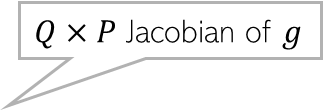 Q × P Jacobian of g